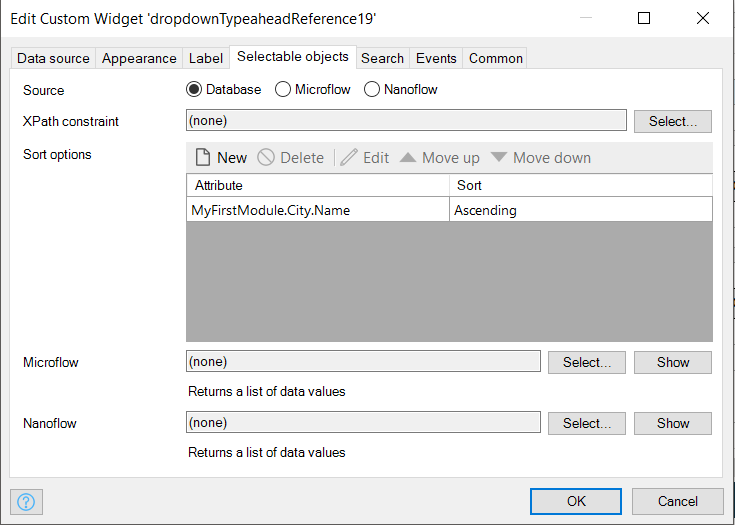 Edit Custom Widget 'dropdownTypeaheadReference19'
Data source Appearance Label Selectable objects Search Events Common
Source Database Microflow Nanoflow
XPath constraint (none) Select...
Sort options New Delete Edit Move up Move down
Attribute Sort
MyFirstModule.City.Name Ascending
Microflow (none) Select... Show
Returns a list of data values
Nanoflow (none) Select... Show
Returns a list of data values
? OK Cancel